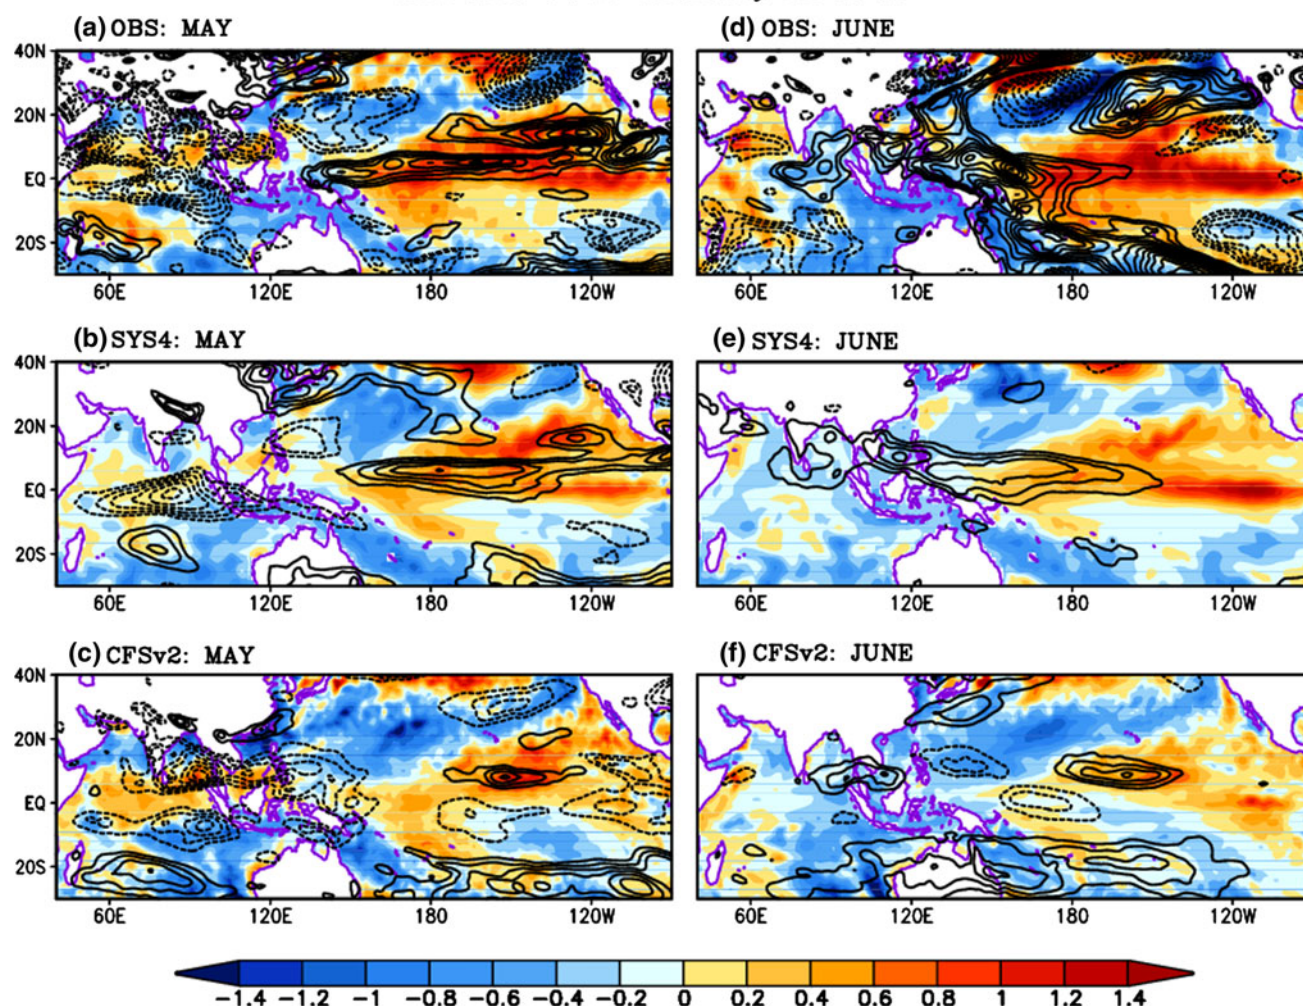 (a) OBS: MAY
(d) OBS: JUNE
40N
20N
EQ
20S
60E 120E 180 120W
60E 120E 180 120W
(b) SYS4: MAY
(e) SYS4: JUNE
40N
20N
EQ
20S
60E 120E 180 120W
60E 120E 180 120W
(c) CFSv2: MAY
(f) CFSv2: JUNE
40N
20N
EQ
20S
60E 120E 180 120W
60E 120E 180 120W
-1.4 -1.2 -1 -0.8 -0.6 -0.4 -0.2 0 0.2 0.4 0.6 0.8 1 1.2 1.4